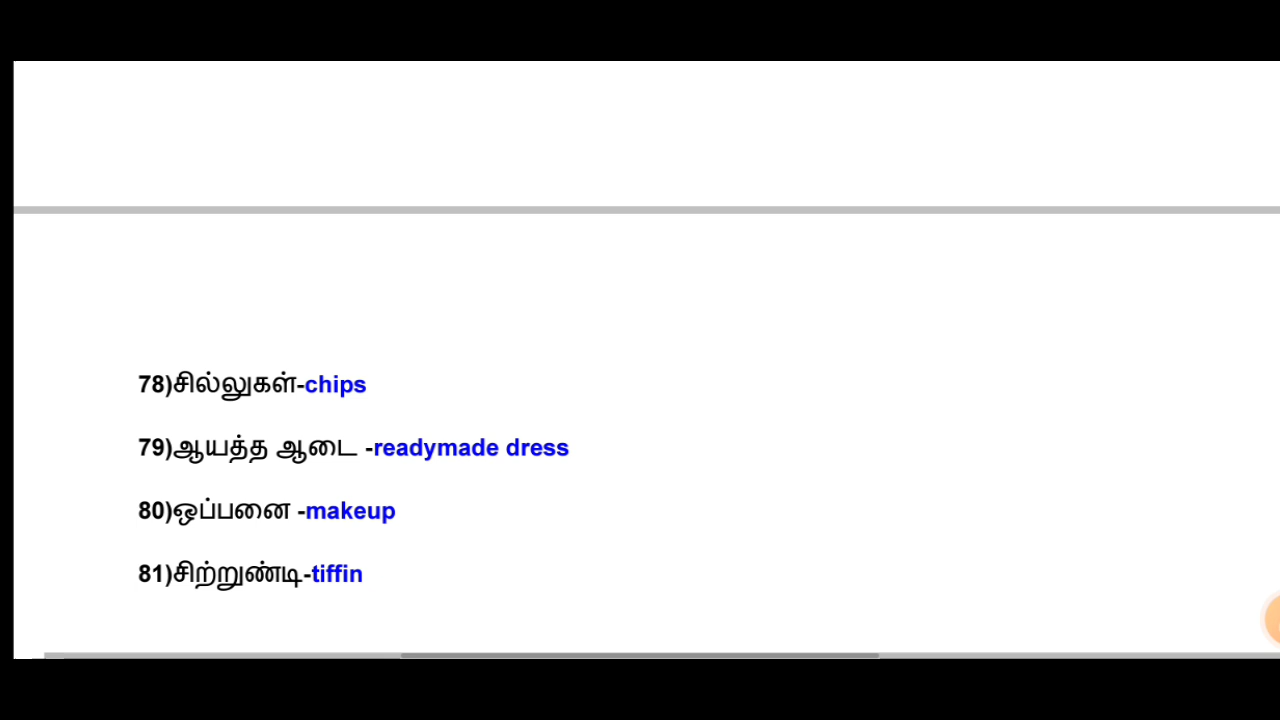 78)சில்லுகள்-chips
79)ஆயத்த ஆடை -readymade dress
80)ஒப்பனை -makeup
81)சிற்றுண்டி-tiffin